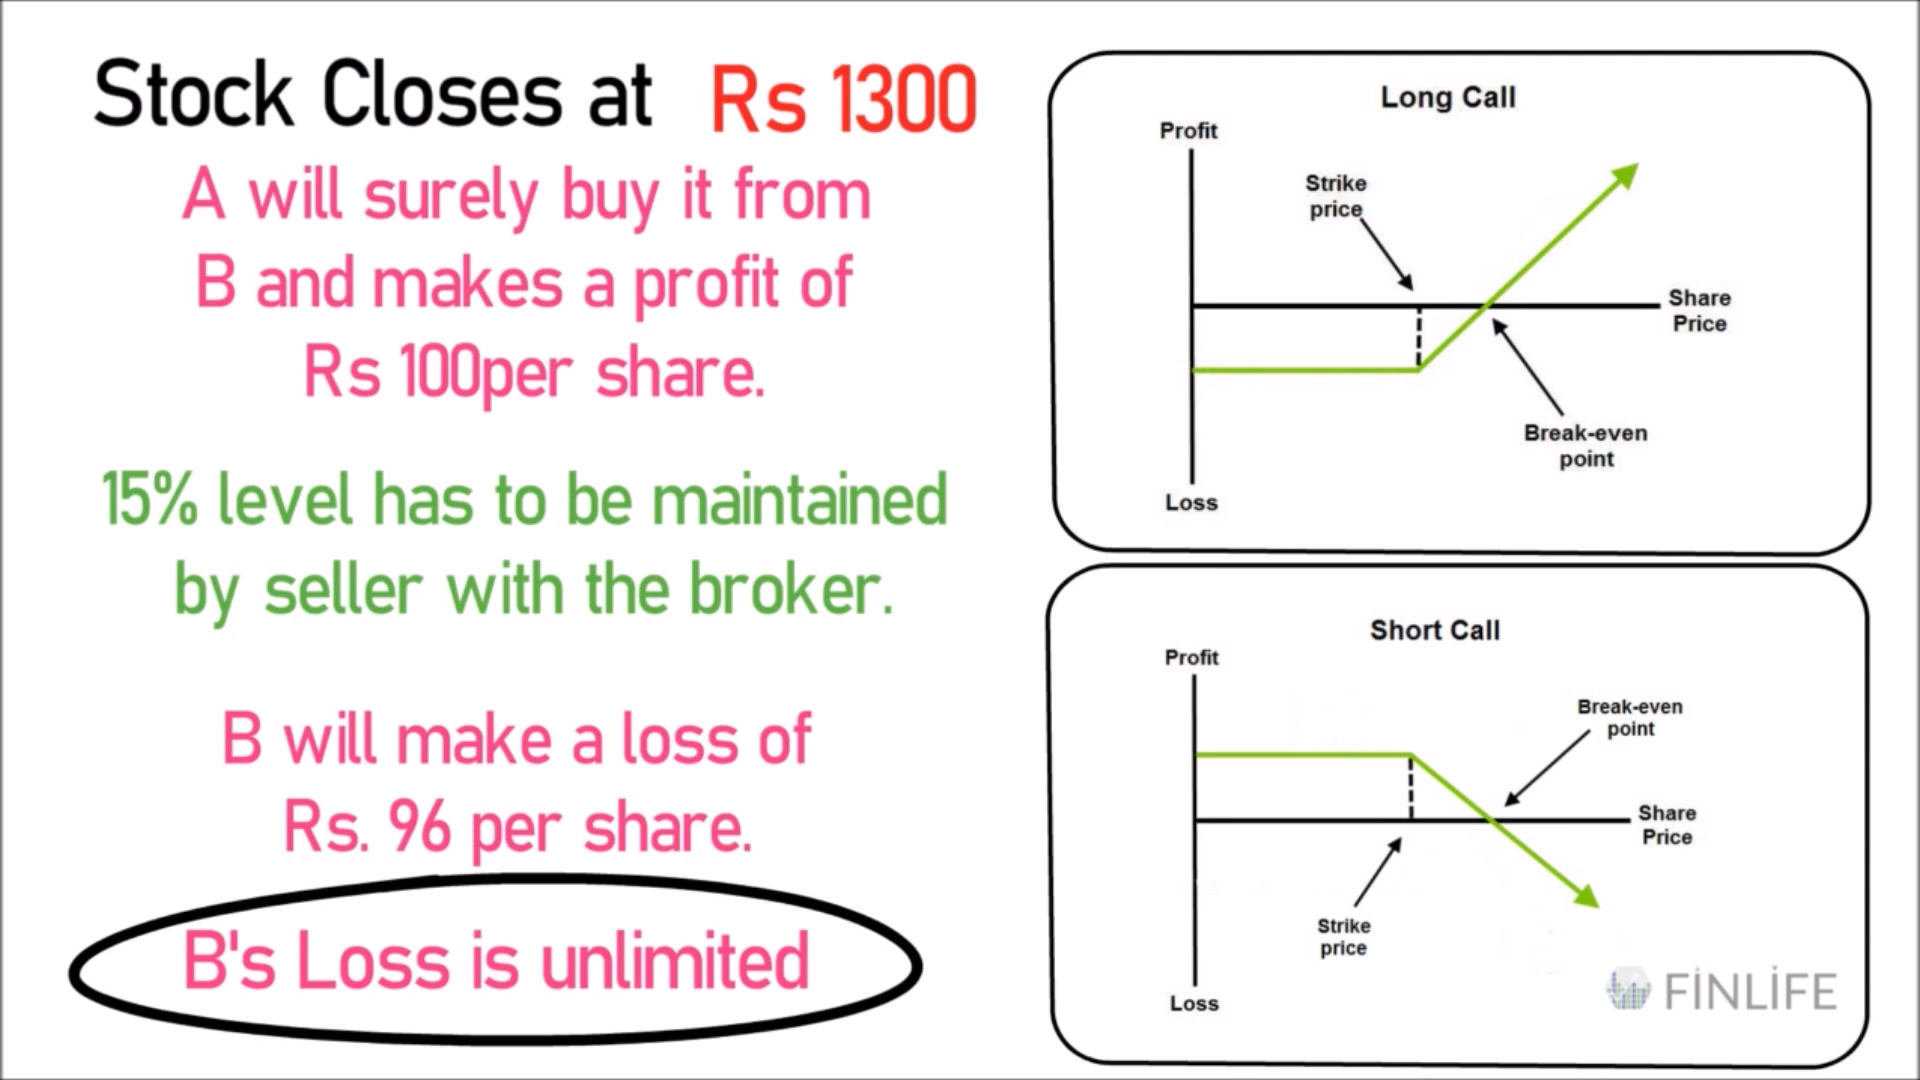 Stock Closes at Rs 1300
A will surely buy it from
B and makes a profit of
Rs 100per share.
15% level has to be maintained
by seller with the broker.
B will make a loss of
Rs. 96 per share.
B's Loss is unlimited
Long Call
Profit
Strike
price
Share
Price
Break-even
point
Loss
Short Call
Profit
Break-even
point
Share
Price
Strike
price
Loss
FİNLİFE